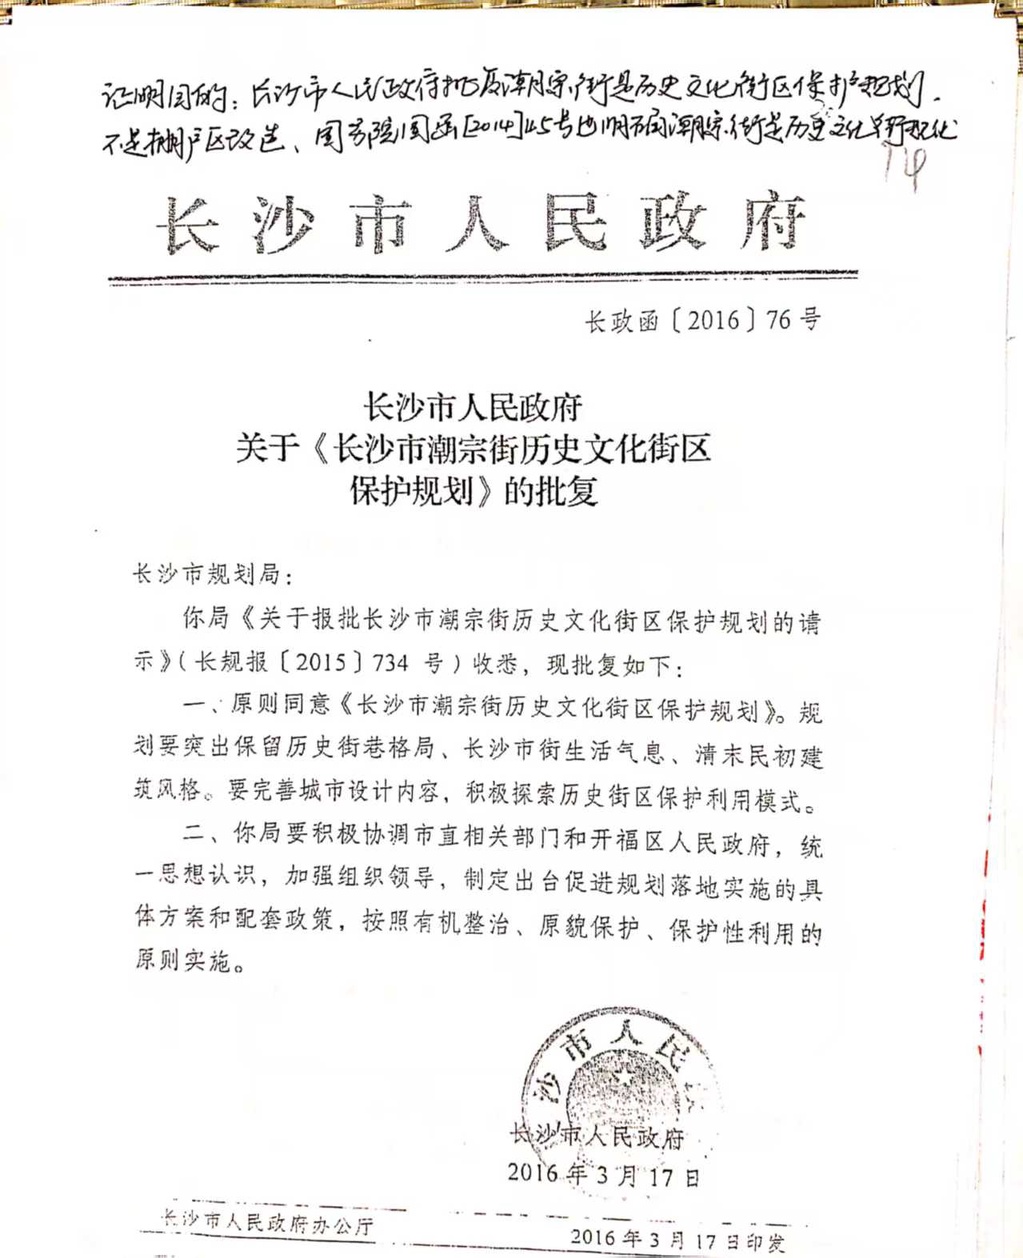 证明目的：长沙市人民政府批复潮宗街是历史文化街区保护规划.
不是棚户区改造、国务院国函[2014]45号也明
潮宗街是历史文化
14
长沙市人民政府
长政函〔2016〕76号
长沙市人民政府
关于《长沙市潮宗街历史文化街区
保护规划》的批复
长沙市规划局：
你局《关于报批长沙市潮宗街历史文化街区保护规划的请
示》（长规报〔2015〕734 号）收悉，现批复如下：
一、原则同意《长沙市潮宗街历史文化街区保护规划》。规
划要突出保留历史街巷格局、长沙市街生活气息、清末民初建
筑风格。要完善城市设计内容，积极探索历史街区保护利用模式。
二、你局要积极协调市直相关部门和开福区人民政府，统
一思想认识，加强组织领导，制定出台促进规划落地实施的具
体方案和配套政策，按照有机整治、原貌保护、保护性利用的
原则实施。
沙市人民
长沙市人民政府
2016年3月17日
长沙市人民政府办公厅
2016年3月17日印发